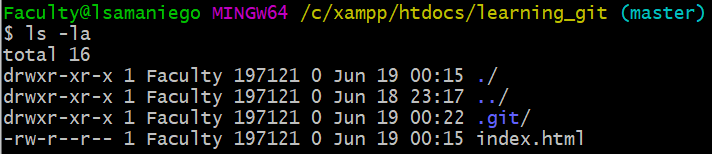 Faculty@lsamaniego MINGW64 /c/xampp/htdocs/learning_git (master)
$ ls -la
total 16
drwxr-xr-x 1 Faculty 197121 0 Jun 19 00:15 ./
drwxr-xr-x 1 Faculty 197121 0 Jun 18 23:17 ../
drwxr-xr-x 1 Faculty 197121 0 Jun 19 00:22 .git/
-rw-r--r-- 1 Faculty 197121 0 Jun 19 00:15 index.html